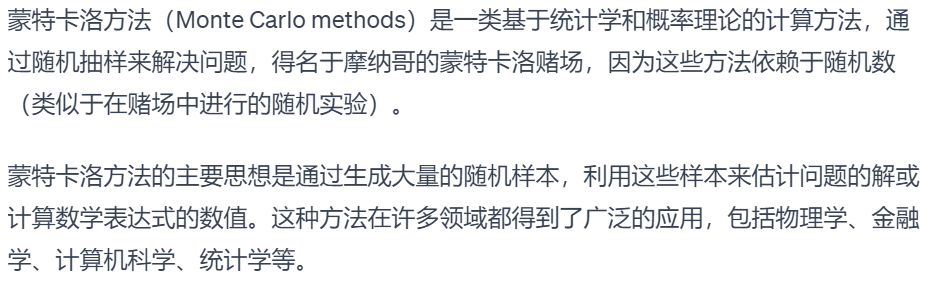 蒙特卡洛方法（Monte Carlo methods）是一类基于统计学和概率理论的计算方法，通
过随机抽样来解决问题，得名于摩纳哥的蒙特卡洛赌场，因为这些方法依赖于随机数
（类似于在赌场中进行的随机实验）。
蒙特卡洛方法的主要思想是通过生成大量的随机样本，利用这些样本来估计问题的解或
计算数学表达式的数值。这种方法在许多领域都得到了广泛的应用，包括物理学、金融
学、计算机科学、统计学等。